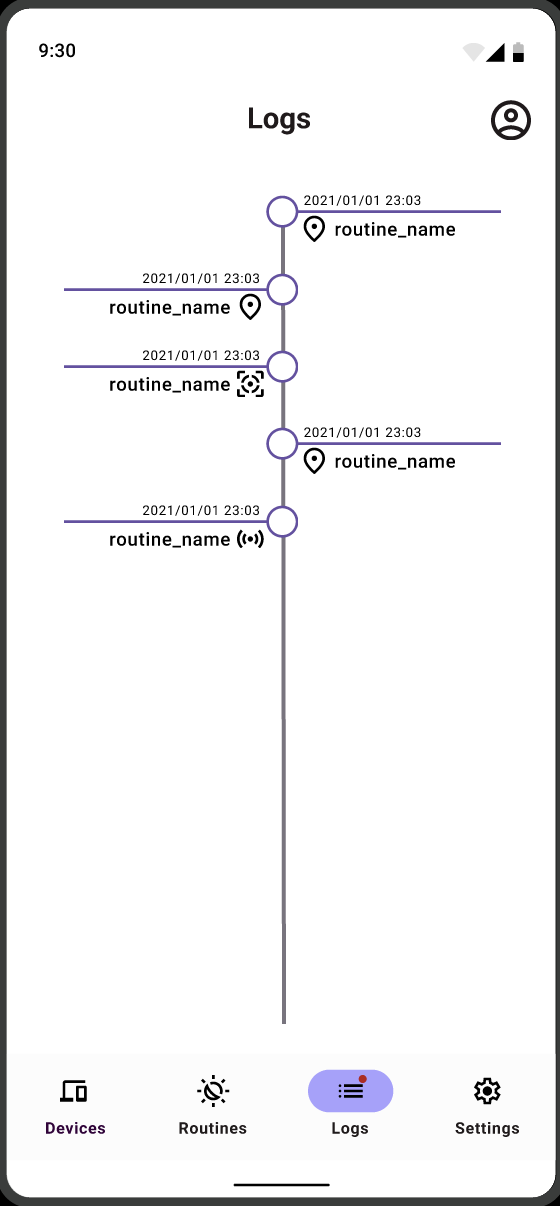 9:30
Logs
2021/01/01 23:03
routine_name
2021/01/01 23:03
routine_name
2021/01/01 23:03
routine_name
2021/01/01 23:03
routine_name
2021/01/01 23:03
routine_name
Devices
Routines
Logs
Settings